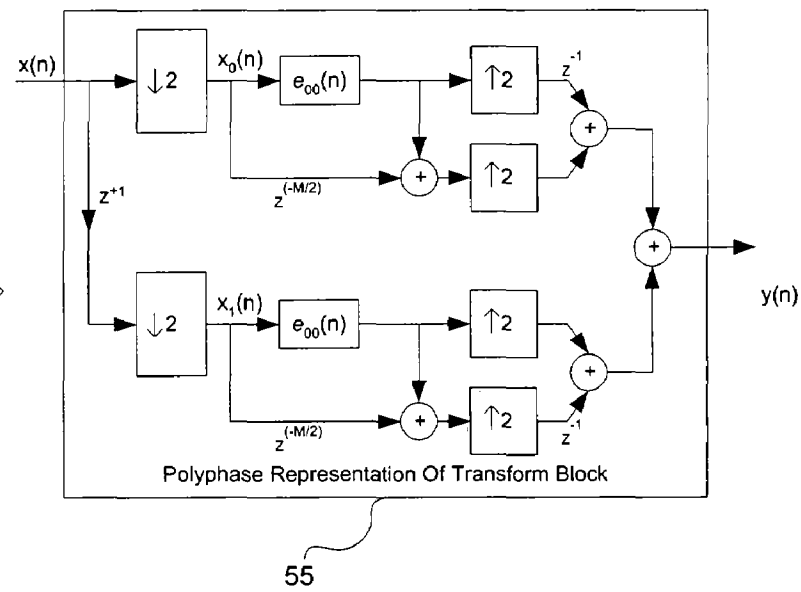 x(n)
↓2
x₀(n)
e₀₀(n)
↑2
z⁻¹
+
z⁽⁻ᴹ/²⁾
+
↑2
z⁺¹
+
y(n)
↓2
x₁(n)
e₀₀(n)
↑2
+
z⁽⁻ᴹ/²⁾
+
↑2
z⁻¹
Polyphase Representation Of Transform Block
55